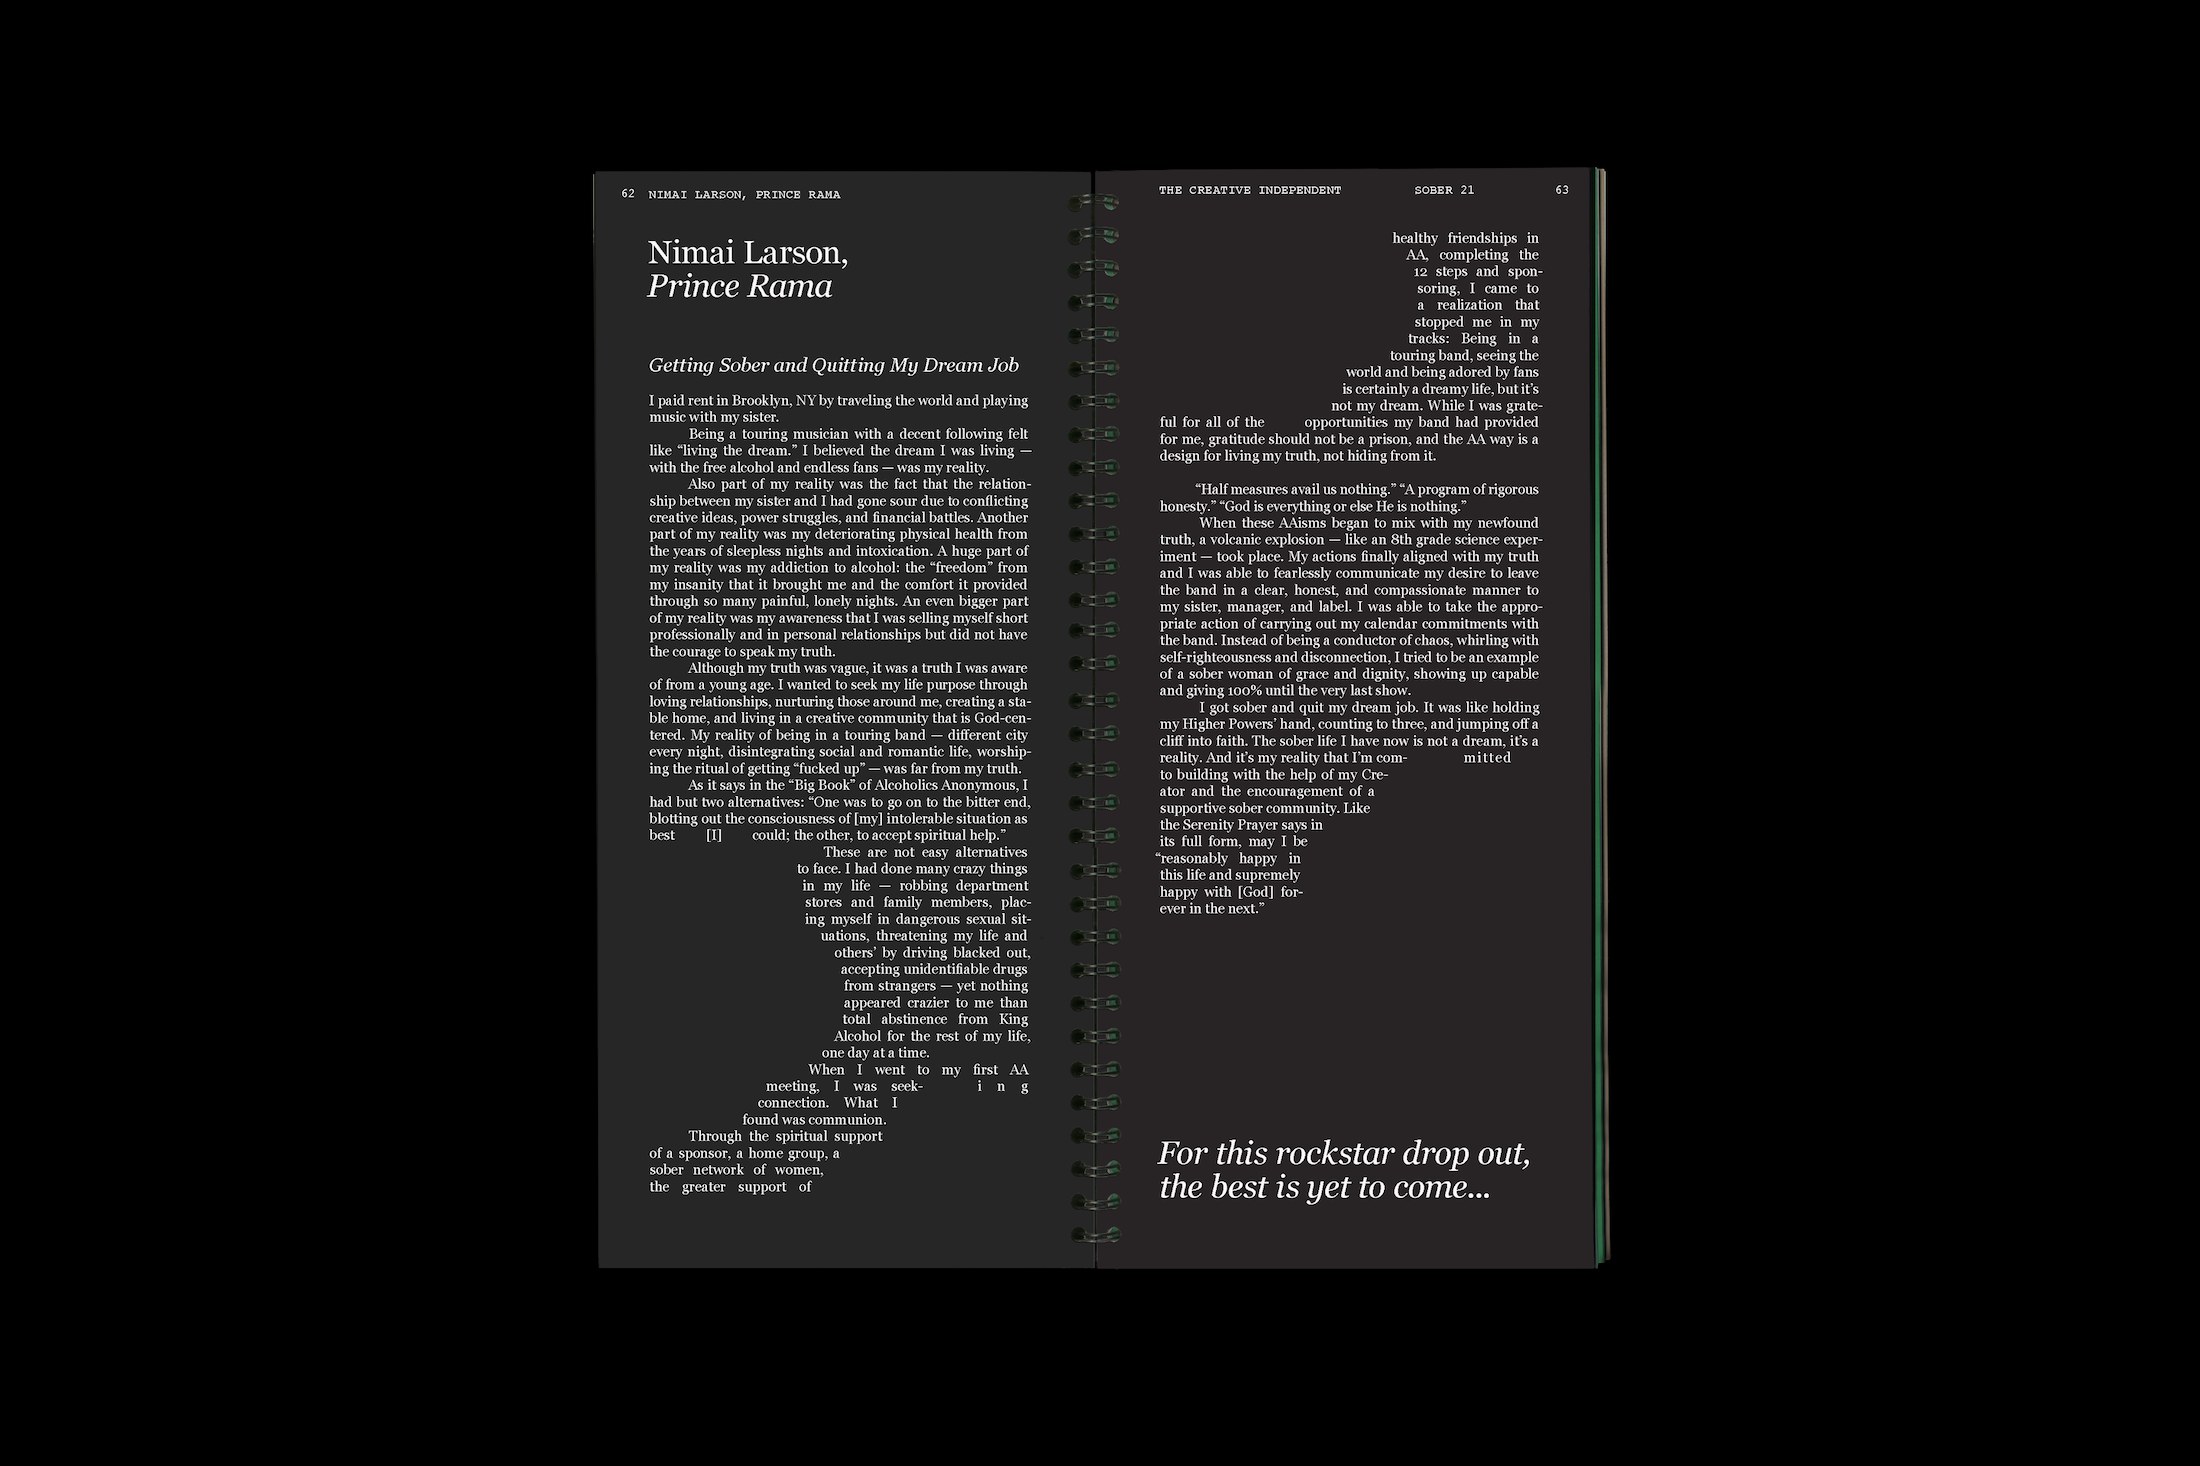 62 NIMAI LARSON, PRINCE RAMA
Nimai Larson,
Prince Rama
Getting Sober and Quitting My Dream Job
I paid rent in Brooklyn, NY by traveling the world and playing
music with my sister.
Being a touring musician with a decent following felt
like “living the dream.” I believed the dream I was living —
with the free alcohol and endless fans — was my reality.
Also part of my reality was the fact that the relation-
ship between my sister and I had gone sour due to conflicting
creative ideas, power struggles, and financial battles. Another
part of my reality was my deteriorating physical health from
the years of sleepless nights and intoxication. A huge part of
my reality was my addiction to alcohol: the “freedom” from
my insanity that it brought me and the comfort it provided
through so many painful, lonely nights. An even bigger part
of my reality was my awareness that I was selling myself short
professionally and in personal relationships but did not have
the courage to speak my truth.
Although my truth was vague, it was a truth I was aware
of from a young age. I wanted to seek my life purpose through
loving relationships, nurturing those around me, creating a sta-
ble home, and living in a creative community that is God-cen-
tered. My reality of being in a touring band — different city
every night, disintegrating social and romantic life, worship-
ing the ritual of getting “fucked up” — was far from my truth.
As it says in the “Big Book” of Alcoholics Anonymous, I
had but two alternatives: “One was to go on to the bitter end,
blotting out the consciousness of [my] intolerable situation as
best [I] could; the other, to accept spiritual help.”
These are not easy alternatives
to face. I had done many crazy things
in my life — robbing department
stores and family members, plac-
ing myself in dangerous sexual sit-
uations, threatening my life and
others’ by driving blacked out,
accepting unidentifiable drugs
from strangers — yet nothing
appeared crazier to me than
total abstinence from King
Alcohol for the rest of my life,
one day at a time.
When I went to my first AA
meeting, I was seek- i n g
connection. What I
found was communion.
Through the spiritual support
of a sponsor, a home group, a
sober network of women,
the greater support of
THE CREATIVE INDEPENDENT SOBER 21 63
healthy friendships in
AA, completing the
12 steps and spon-
soring, I came to
a realization that
stopped me in my
tracks: Being in a
touring band, seeing the
world and being adored by fans
is certainly a dreamy life, but it’s
not my dream. While I was grate-
ful for all of the opportunities my band had provided
for me, gratitude should not be a prison, and the AA way is a
design for living my truth, not hiding from it.
“Half measures avail us nothing.” “A program of rigorous
honesty.” “God is everything or else He is nothing.”
When these AAisms began to mix with my newfound
truth, a volcanic explosion — like an 8th grade science exper-
iment — took place. My actions finally aligned with my truth
and I was able to fearlessly communicate my desire to leave
the band in a clear, honest, and compassionate manner to
my sister, manager, and label. I was able to take the appro-
priate action of carrying out my calendar commitments with
the band. Instead of being a conductor of chaos, whirling with
self-righteousness and disconnection, I tried to be an example
of a sober woman of grace and dignity, showing up capable
and giving 100% until the very last show.
I got sober and quit my dream job. It was like holding
my Higher Powers’ hand, counting to three, and jumping off a
cliff into faith. The sober life I have now is not a dream, it’s a
reality. And it’s my reality that I’m com- mitted
to building with the help of my Cre-
ator and the encouragement of a
supportive sober community. Like
the Serenity Prayer says in
its full form, may I be
“reasonably happy in
this life and supremely
happy with [God] for-
ever in the next.”
For this rockstar drop out,
the best is yet to come...